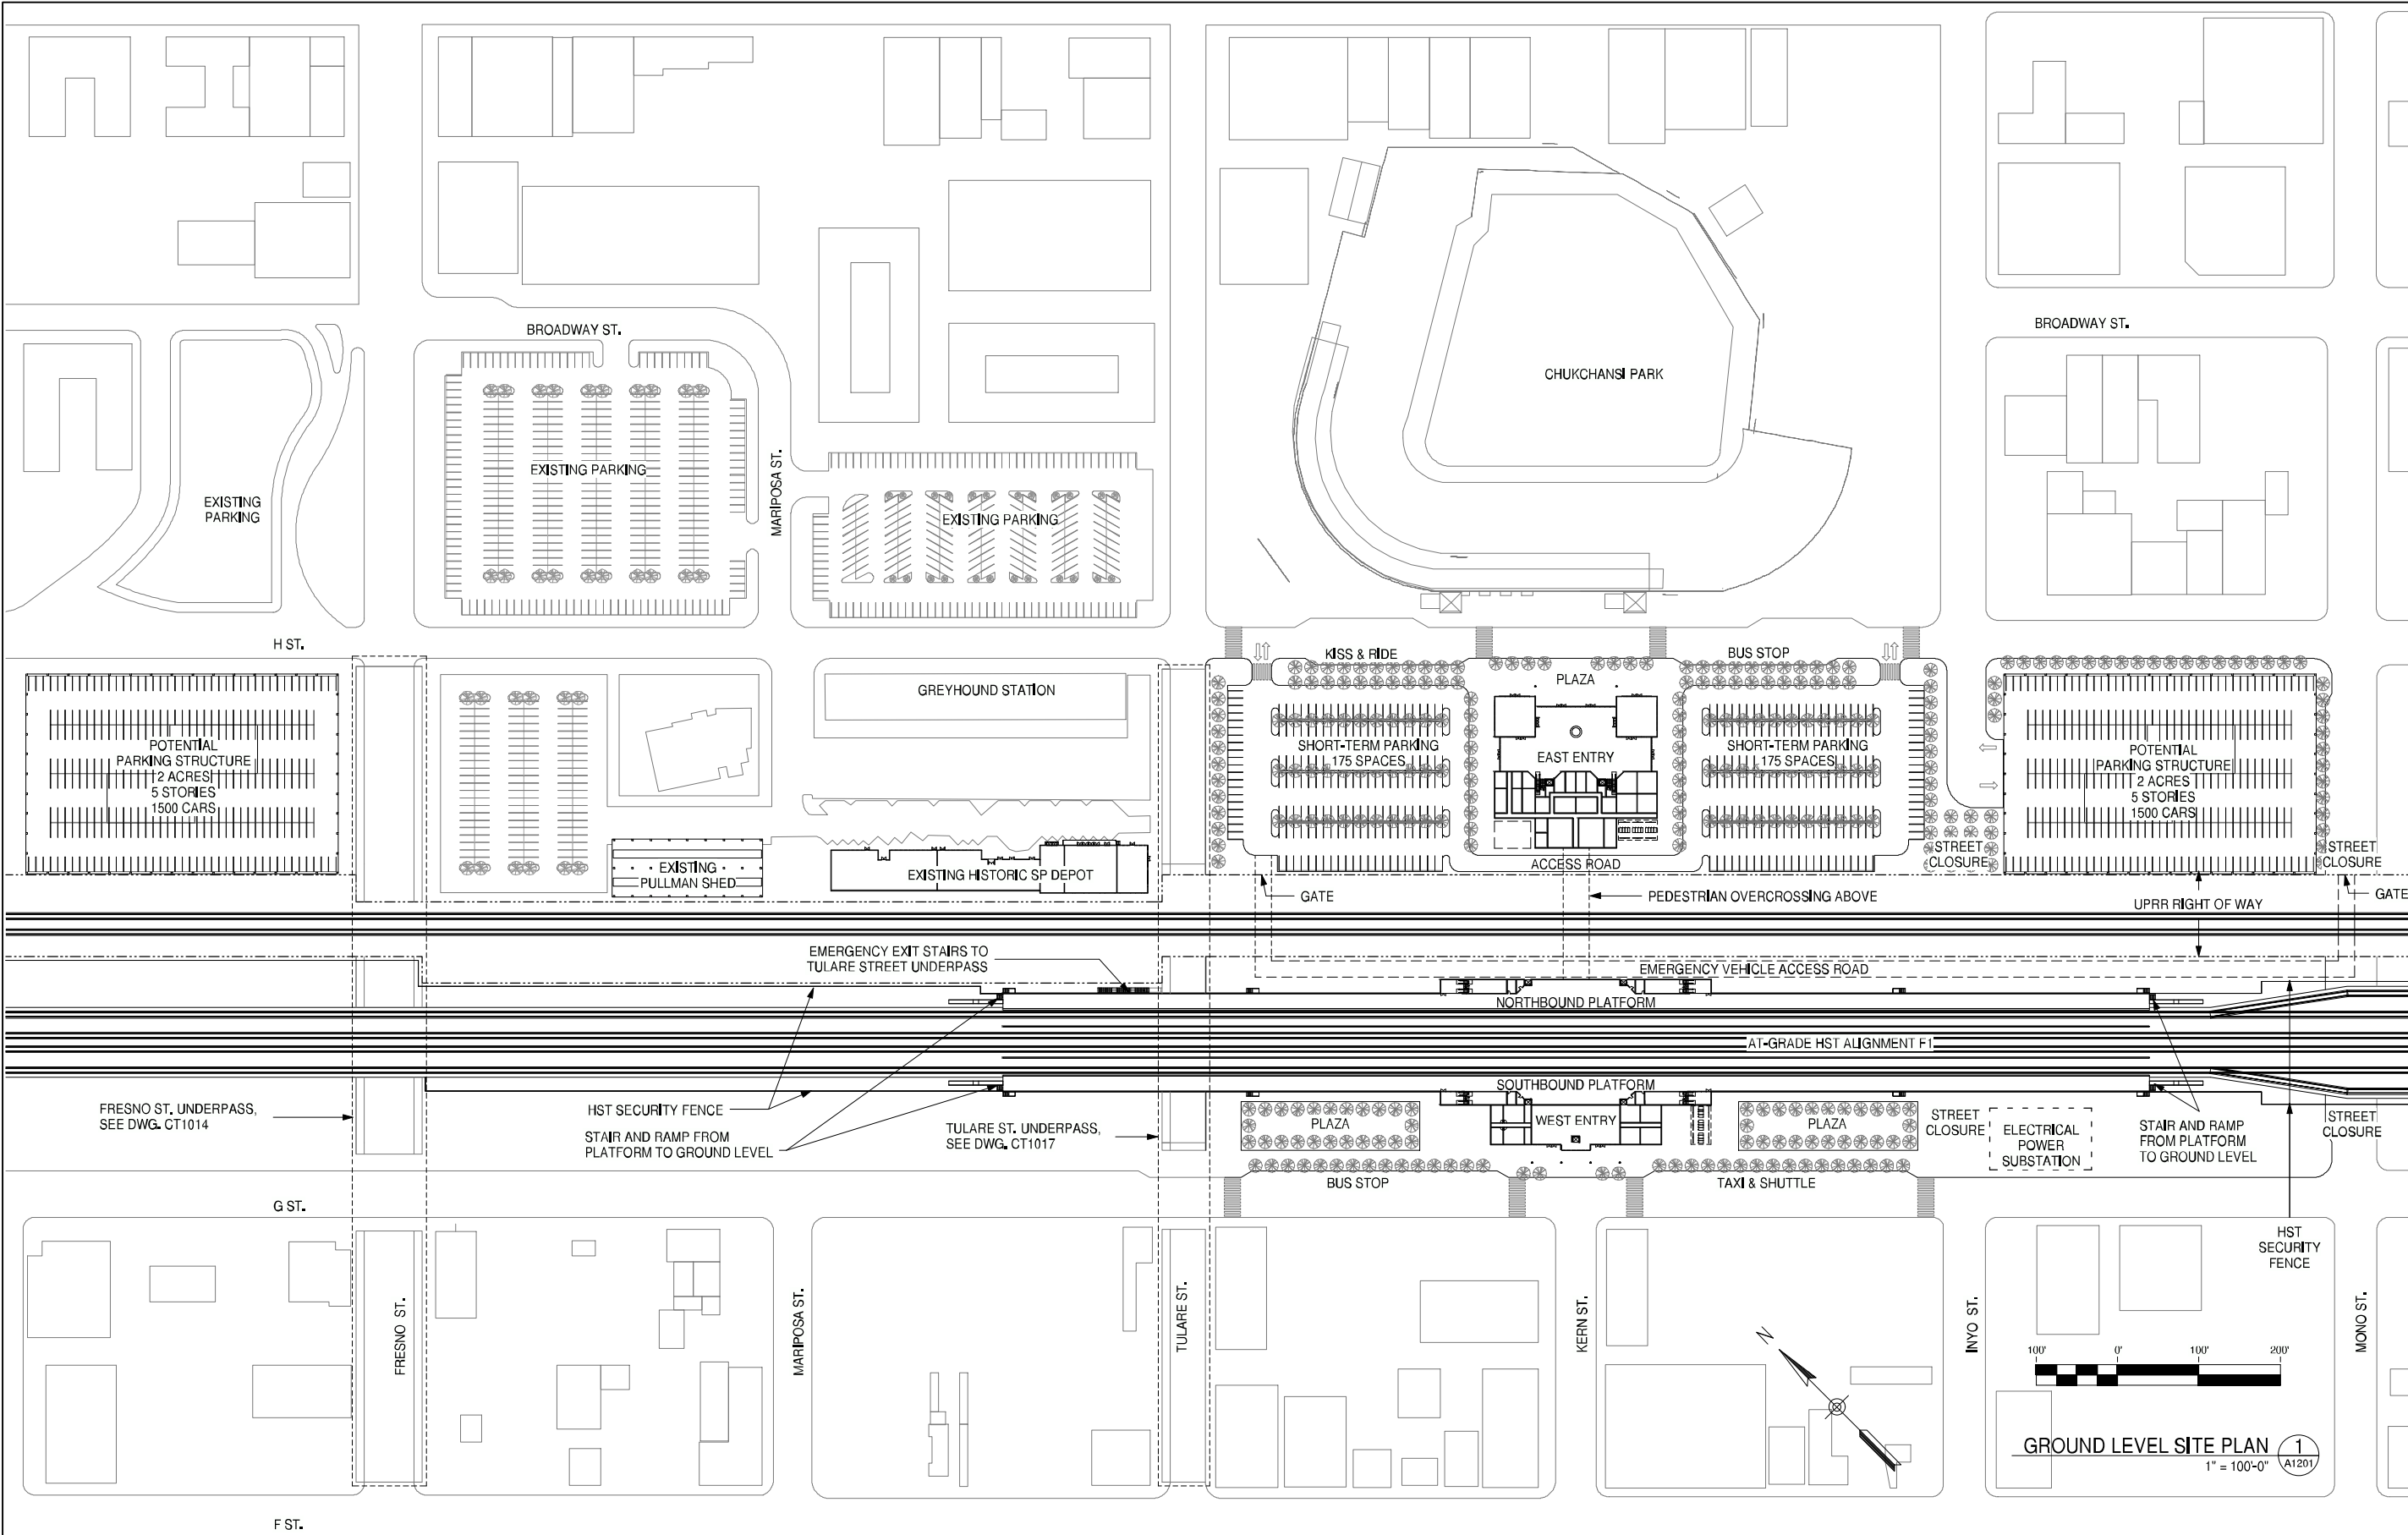 BROADWAY ST.
BROADWAY ST.
CHUKCHANSI PARK
EXISTING PARKING
MARIPOSA ST.
EXISTING
PARKING
EXISTING PARKING
H ST.
KISS & RIDE
BUS STOP
PLAZA
GREYHOUND STATION
POTENTIAL
PARKING STRUCTURE
2 ACRES
5 STORIES
1500 CARS
SHORT-TERM PARKING
175 SPACES
EAST ENTRY
SHORT-TERM PARKING
175 SPACES
POTENTIAL
PARKING STRUCTURE
2 ACRES
5 STORIES
1500 CARS
EXISTING
PULLMAN SHED
EXISTING HISTORIC SP DEPOT
ACCESS ROAD
STREET
CLOSURE
STREET
CLOSURE
GATE
PEDESTRIAN OVERCROSSING ABOVE
UPRR RIGHT OF WAY
GATE
EMERGENCY EXIT STAIRS TO
TULARE STREET UNDERPASS
EMERGENCY VEHICLE ACCESS ROAD
NORTHBOUND PLATFORM
AT-GRADE HST ALIGNMENT F1
SOUTHBOUND PLATFORM
FRESNO ST. UNDERPASS,
SEE DWG. CT1014
HST SECURITY FENCE
STAIR AND RAMP FROM
PLATFORM TO GROUND LEVEL
TULARE ST. UNDERPASS,
SEE DWG. CT1017
PLAZA
WEST ENTRY
PLAZA
STREET
CLOSURE
ELECTRICAL
POWER
SUBSTATION
STAIR AND RAMP
FROM PLATFORM
TO GROUND LEVEL
STREET
CLOSURE
BUS STOP
TAXI & SHUTTLE
G ST.
HST
SECURITY
FENCE
FRESNO ST.
MARIPOSA ST.
TULARE ST.
KERN ST.
INYO ST.
MONO ST.
N
100'
0'
100'
200'
GROUND LEVEL SITE PLAN
1
A1201
1" = 100'-0"
F ST.